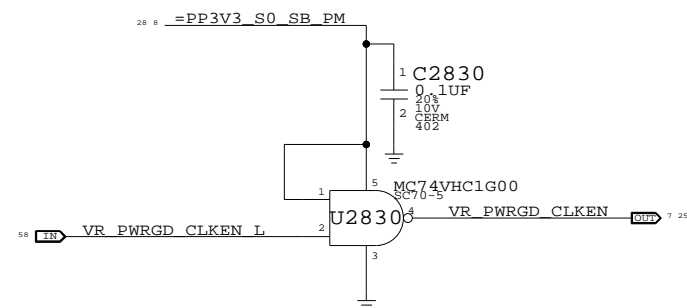 28 8 =PP3V3_S0_SB_PM
1 C2830
0.1UF
20%
10V
2 CERM
402
5 MC74VHC1G00
SC70-5
1
U2830 4 VR_PWRGD_CLKEN OUT 7 25
58 IN VR_PWRGD_CLKEN_L 2
3